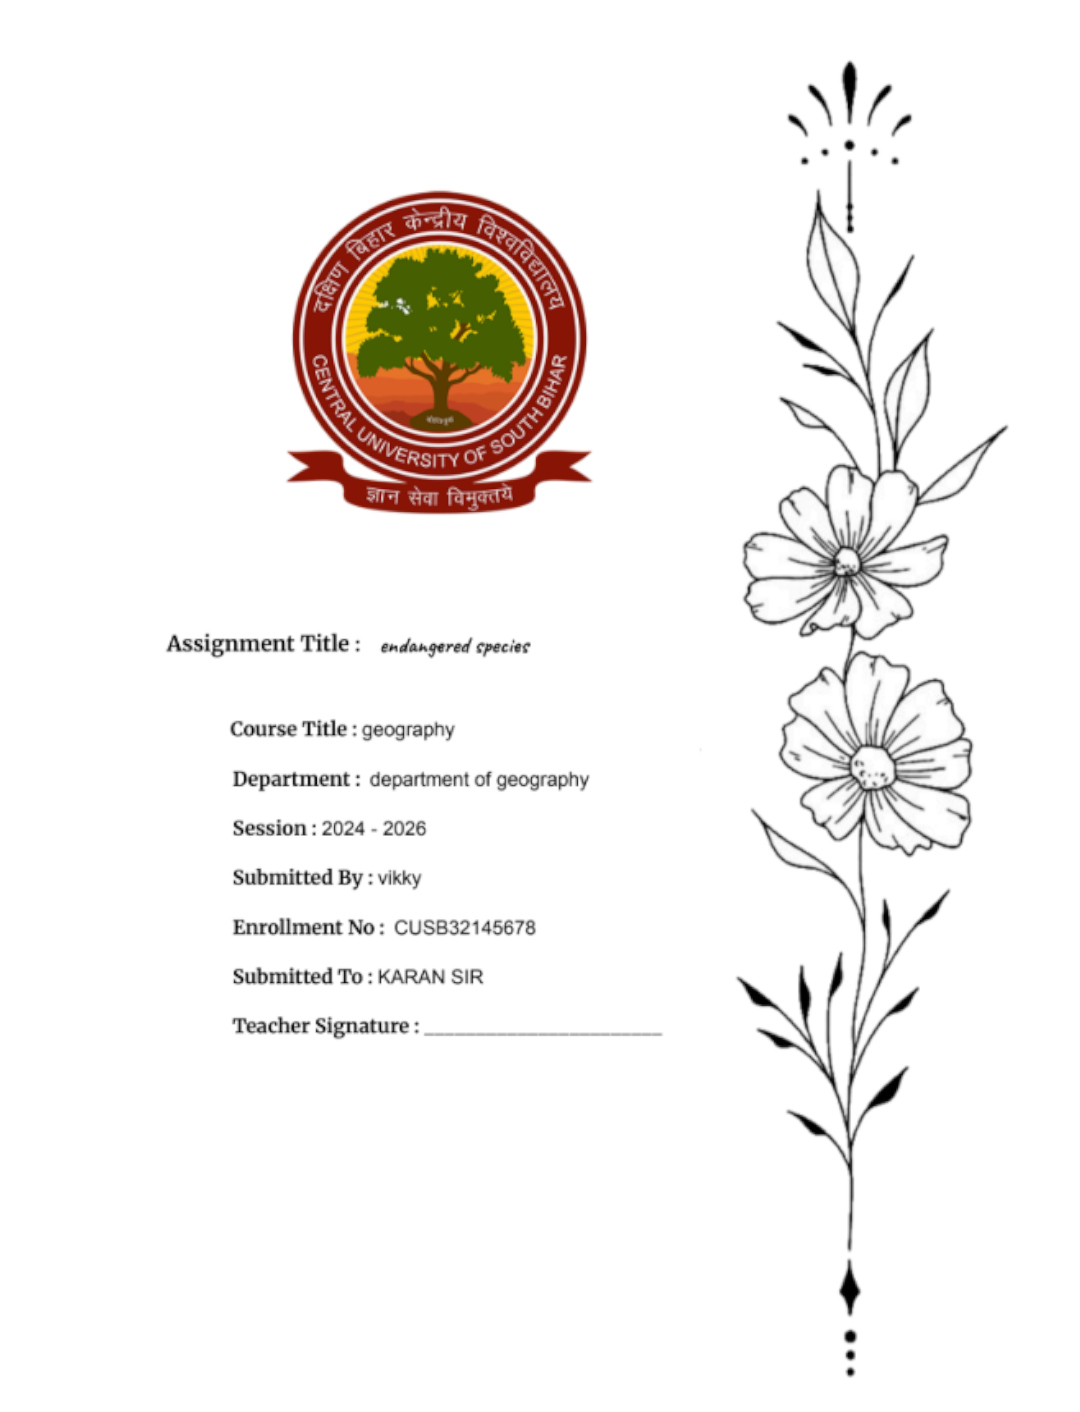 दक्षिण बिहार केन्द्रीय विश्वविद्यालय
CENTRAL UNIVERSITY OF SOUTH BIHAR
ज्ञान सेवा विमुक्तये
Assignment Title : endangered species
Course Title : geography
Department : department of geography
Session : 2024 - 2026
Submitted By : vikky
Enrollment No : CUSB32145678
Submitted To : KARAN SIR
Teacher Signature : ______________________